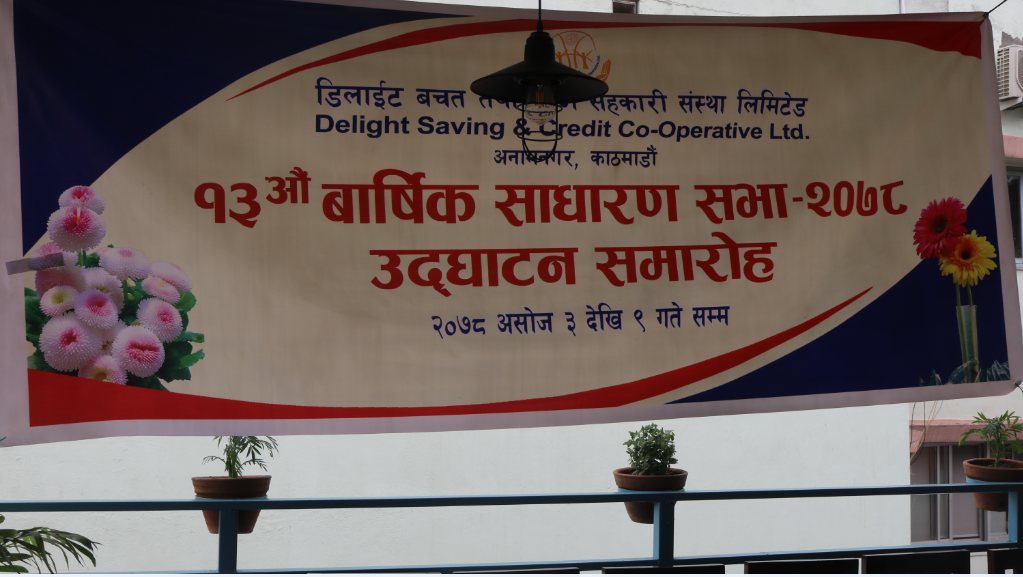 डिलाईट बचत सहकारी संस्था लिमिटेड
Delight Saving & Credit Co-Operative Ltd.
अनामनगर, काठमाडौं
१३औं बार्षिक साधारण सभा-२०७८
उद्घाटन समारोह
२०७८ असोज ३ देखि ९ गते सम्म